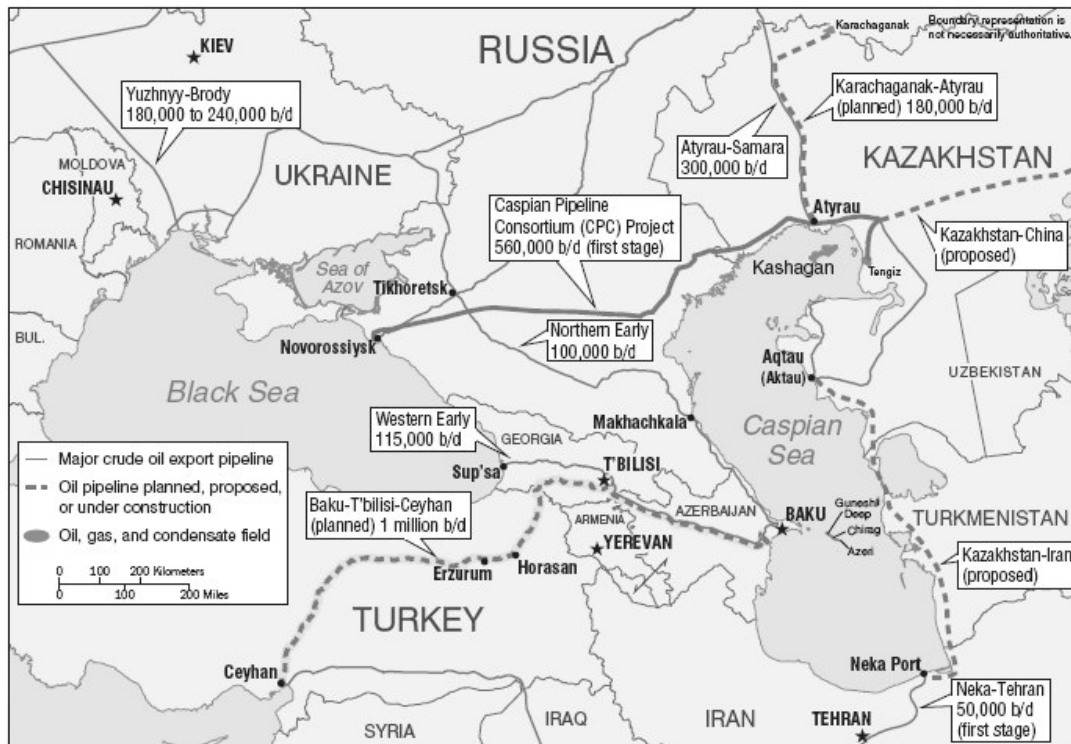 RUSSIA
Karachaganak
Boundary representation is
not necessarily authoritative.
KIEV
Yuzhnyy-Brody
180,000 to 240,000 b/d
Karachaganak-Atyrau
(planned) 180,000 b/d
Atyrau-Samara
300,000 b/d
KAZAKHSTAN
MOLDOVA
CHISINAU
UKRAINE
Caspian Pipeline
Consortium (CPC) Project
560,000 b/d (first stage)
Atyrau
Kazakhstan-China
(proposed)
ROMANIA
Sea of
Azov
Tikhoretsk
Kashagan
Tengiz
BUL.
Novorossiysk
Northern Early
100,000 b/d
Aqtau
(Aktau)
UZBEKISTAN
Black Sea
Western Early
115,000 b/d
GEORGIA
Makhachkala
Caspian
Sea
Major crude oil export pipeline
Oil pipeline planned, proposed,
or under construction
Oil, gas, and condensate field
Sup'sa
T'BILISI
Baku-T'bilisi-Ceyhan
(planned) 1 million b/d
ARMENIA
AZERBAIJAN
BAKU
Guneshli
Deep
Chirag
Azeri
TURKMENISTAN
YEREVAN
Kazakhstan-Iran
(proposed)
0 100 200 Kilometers
0 100 200 Miles
Erzurum
Horasan
TURKEY
Ceyhan
Neka Port
Neka-Tehran
50,000 b/d
(first stage)
SYRIA
IRAQ
IRAN
TEHRAN